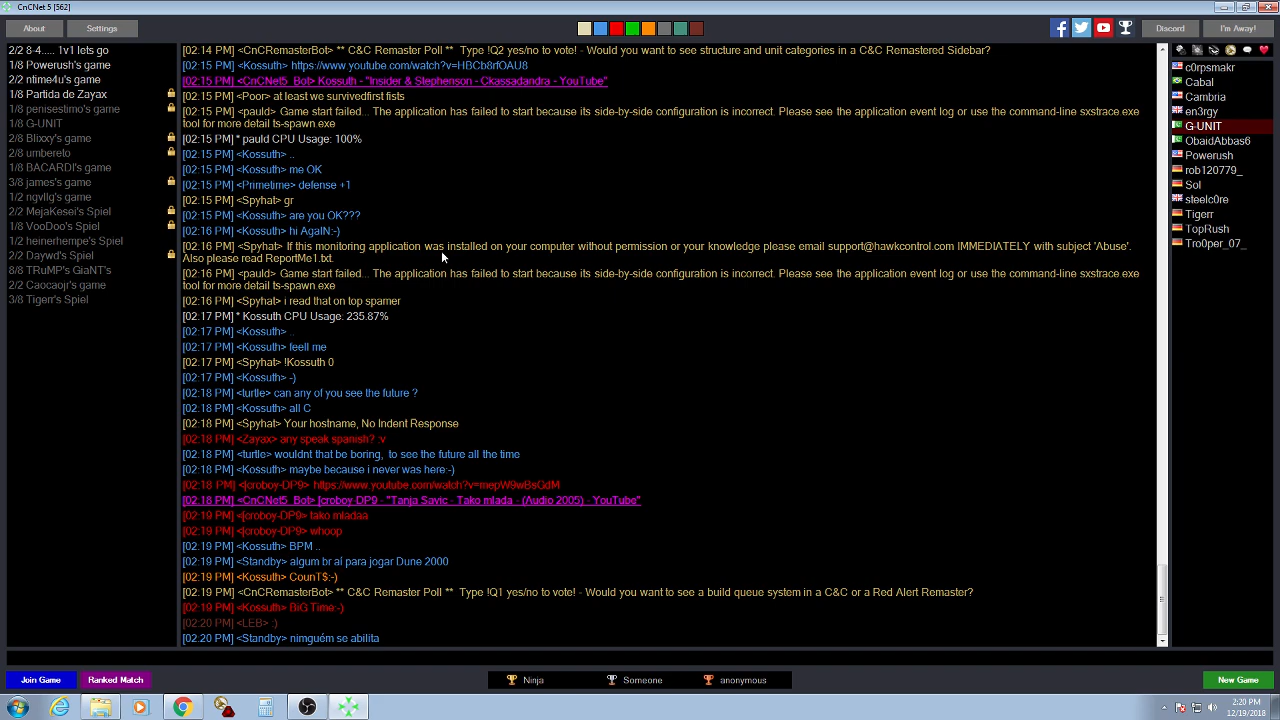 CnCNet 5 [562]
About
Settings
Discord
I'm Away!
2/2 8-4..... 1v1 lets go
1/8 Powerush's game
2/2 ntime4u's game
1/8 Partida de Zayax
1/8 penisestimo's game
1/8 G-UNIT
2/8 Blixxy's game
2/8 umbereto
1/8 BACARDI's game
3/8 james's game
1/2 ngvllg's game
2/2 MejaKesei's Spiel
1/8 VooDoo's Spiel
1/2 heinerhempe's Spiel
2/2 Daywd's Spiel
8/8 TRuMP's GiaNT's
2/2 Caocaojr's game
3/8 Tigerr's Spiel
[02:14 PM] <CnCRemasterBot> ** C&C Remaster Poll ** Type !Q2 yes/no to vote! - Would you want to see structure and unit categories in a C&C Remastered Sidebar?
[02:15 PM] <Kossuth> https://www.youtube.com/watch?v=HBCb8rfOAU8
[02:15 PM] <CnCNet5_Bot> Kossuth - "Insider & Stephenson - Ckassadandra - YouTube"
[02:15 PM] <Poor> at least we survivedfirst fists
[02:15 PM] <pauld> Game start failed... The application has failed to start because its side-by-side configuration is incorrect. Please see the application event log or use the command-line sxstrace.exe
tool for more detail ts-spawn.exe
[02:15 PM] * pauld CPU Usage: 100%
[02:15 PM] <Kossuth> ..
[02:15 PM] <Kossuth> me OK
[02:15 PM] <Primetime> defense +1
[02:15 PM] <Spyhat> gr
[02:15 PM] <Kossuth> are you OK???
[02:15 PM] <Kossuth> hi AgaIN:-)
[02:16 PM] <Spyhat> If this monitoring application was installed on your computer without permission or your knowledge please email support@hawkcontrol.com IMMEDIATELY with subject 'Abuse'.
Also please read ReportMe1.txt.
[02:16 PM] <pauld> Game start failed... The application has failed to start because its side-by-side configuration is incorrect. Please see the application event log or use the command-line sxstrace.exe
tool for more detail ts-spawn.exe
[02:16 PM] <Spyhat> i read that on top spamer
[02:17 PM] * Kossuth CPU Usage: 235.87%
[02:17 PM] <Kossuth> ..
[02:17 PM] <Kossuth> feell me
[02:17 PM] <Spyhat> !Kossuth 0
[02:17 PM] <Kossuth> -)
[02:18 PM] <turtle> can any of you see the future ?
[02:18 PM] <Kossuth> all C
[02:18 PM] <Spyhat> Your hostname, No Indent Response
[02:18 PM] <Zayax> any speak spanish? :v
[02:18 PM] <turtle> wouldnt that be boring, to see the future all the time
[02:18 PM] <Kossuth> maybe because i never was here:-)
[02:18 PM] <[croboy-DP9> https://www.youtube.com/watch?v=mepW9wBsGdM
[02:18 PM] <CnCNet5_Bot> [croboy-DP9 - "Tanja Savic - Tako mlada - (Audio 2005) - YouTube"
[02:19 PM] <[croboy-DP9> tako mladaa
[02:19 PM] <[croboy-DP9> whoop
[02:19 PM] <Kossuth> BPM ..
[02:19 PM] <Standby> algum br aí para jogar Dune 2000
[02:19 PM] <Kossuth> CounT$:-)
[02:19 PM] <CnCRemasterBot> ** C&C Remaster Poll ** Type !Q1 yes/no to vote! - Would you want to see a build queue system in a C&C or a Red Alert Remaster?
[02:19 PM] <Kossuth> BiG Time:-)
[02:20 PM] <LEB> :)
[02:20 PM] <Standby> nimguém se abilita
c0rpsmakr
Cabal
Cambria
en3rgy
G-UNIT
ObaidAbbas6
Powerush
rob120779_
Sol
steelc0re
Tigerr
TopRush
Tro0per_07_
Join Game
Ranked Match
Ninja
Someone
anonymous
New Game
2:20 PM
12/19/2018